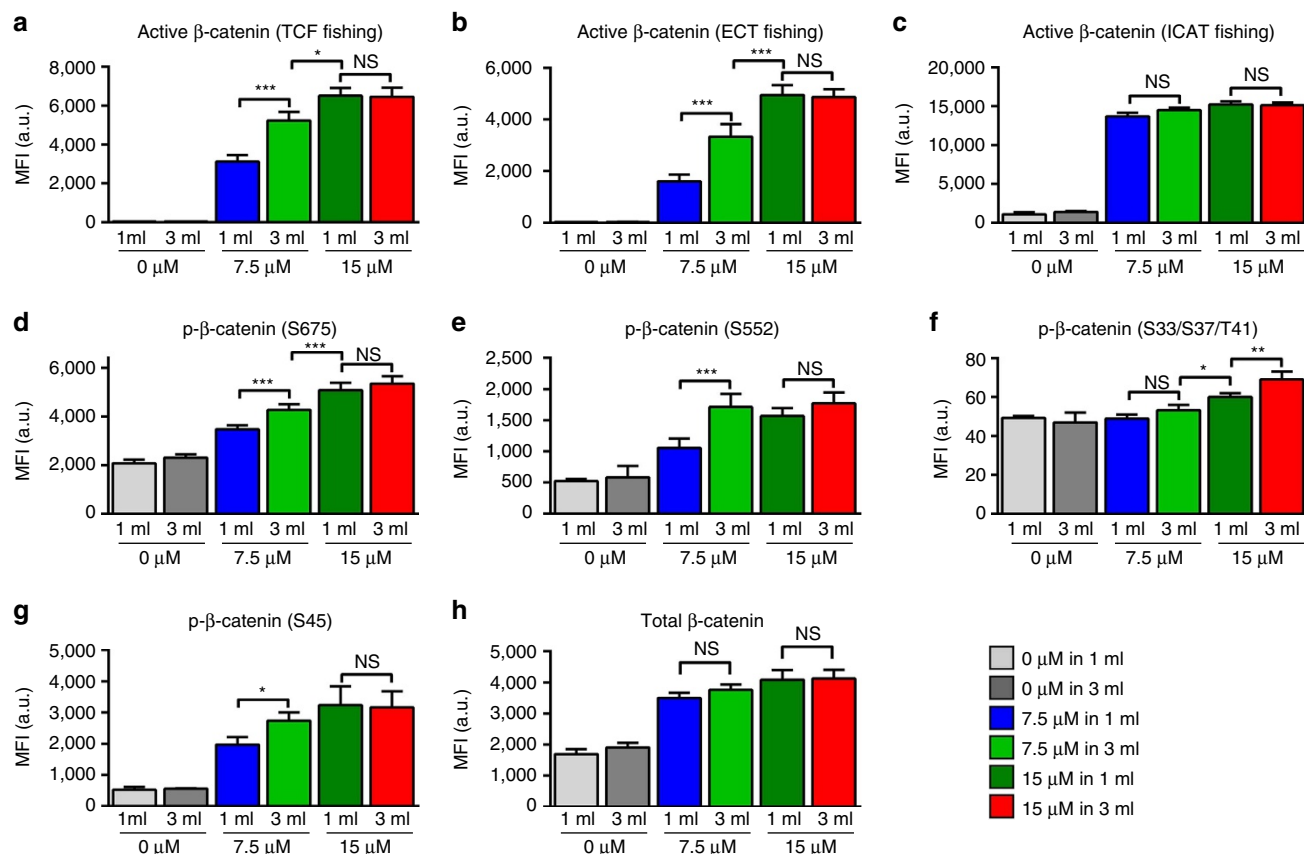 a
Active β-catenin (TCF fishing)
MFI (a.u.)
8,000
6,000
4,000
2,000
0
***
*
NS
1ml 3 ml 1 ml 3 ml 1 ml 3 ml
0 μM 7.5 μM 15 μM
b
Active β-catenin (ECT fishing)
MFI (a.u.)
6,000
4,000
2,000
0
***
***
NS
1 ml 3 ml 1 ml 3 ml 1 ml 3 ml
0 μM 7.5 μM 15 μM
c
Active β-catenin (ICAT fishing)
MFI (a.u.)
20,000
15,000
10,000
5,000
0
NS
NS
1 ml 3 ml 1 ml 3 ml 1 ml 3 ml
0 μM 7.5 μM 15 μM
d
p-β-catenin (S675)
MFI (a.u.)
6,000
4,000
2,000
0
***
***
NS
1 ml 3 ml 1 ml 3 ml 1 ml 3 ml
0 μM 7.5 μM 15 μM
e
p-β-catenin (S552)
MFI (a.u.)
2,500
2,000
1,500
1,000
500
0
***
NS
1 ml 3 ml 1 ml 3 ml 1 ml 3 ml
0 μM 7.5 μM 15 μM
f
p-β-catenin (S33/S37/T41)
MFI (a.u.)
80
60
40
20
0
NS
*
**
1 ml 3 ml 1 ml 3 ml 1 ml 3 ml
0 μM 7.5 μM 15 μM
g
p-β-catenin (S45)
MFI (a.u.)
5,000
4,000
3,000
2,000
1,000
0
*
NS
1ml 3 ml 1 ml 3 ml 1 ml 3 ml
0 μM 7.5 μM 15 μM
h
Total β-catenin
MFI (a.u.)
5,000
4,000
3,000
2,000
1,000
0
NS
NS
1 ml 3 ml 1 ml 3 ml 1 ml 3 ml
0 μM 7.5 μM 15 μM
0 μM in 1 ml
0 μM in 3 ml
7.5 μM in 1 ml
7.5 μM in 3 ml
15 μM in 1 ml
15 μM in 3 ml